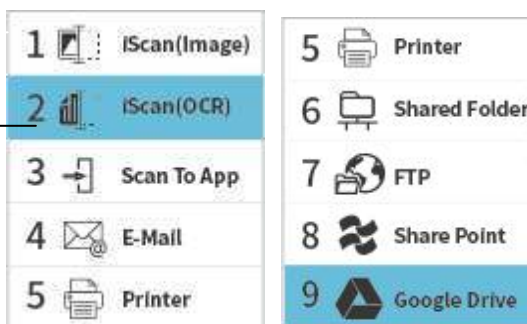 1 iScan(Image)
2 iScan(OCR)
3 Scan To App
4 E-Mail
5 Printer
5 Printer
6 Shared Folder
7 FTP
8 Share Point
9 Google Drive